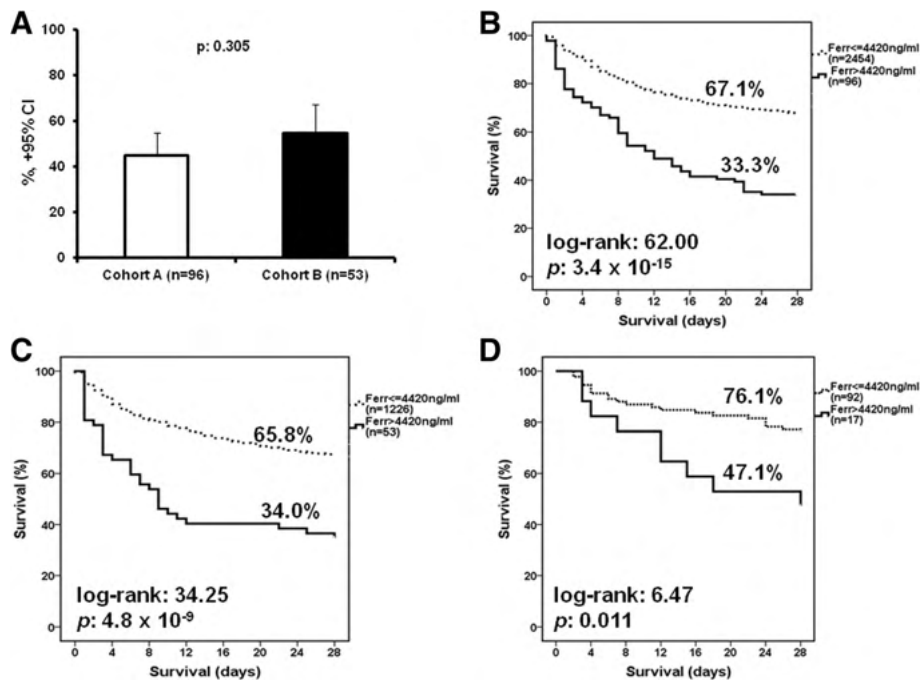 A
p: 0.305
%, +95% CI
100
80
60
40
20
0
Cohort A (n=96)
Cohort B (n=53)
B
Survival (%)
100
80
60
40
20
0
67.1%
33.3%
log-rank: 62.00
p: 3.4 x 10-15
0 4 8 12 16 20 24 28
Survival (days)
Ferr<=4420ng/ml
(n=2454)
Ferr>4420ng/ml
(n=96)
C
Survival (%)
100
80
60
40
20
0
65.8%
34.0%
log-rank: 34.25
p: 4.8 x 10-9
0 4 8 12 16 20 24 28
Survival (days)
Ferr<=4420ng/ml
(n=1226)
Ferr>4420ng/ml
(n=53)
D
Survival (%)
100
80
60
40
20
0
76.1%
47.1%
log-rank: 6.47
p: 0.011
0 4 8 12 16 20 24 28
Survival (days)
Ferr<=4420ng/ml
(n=92)
Ferr>4420ng/ml
(n=17)